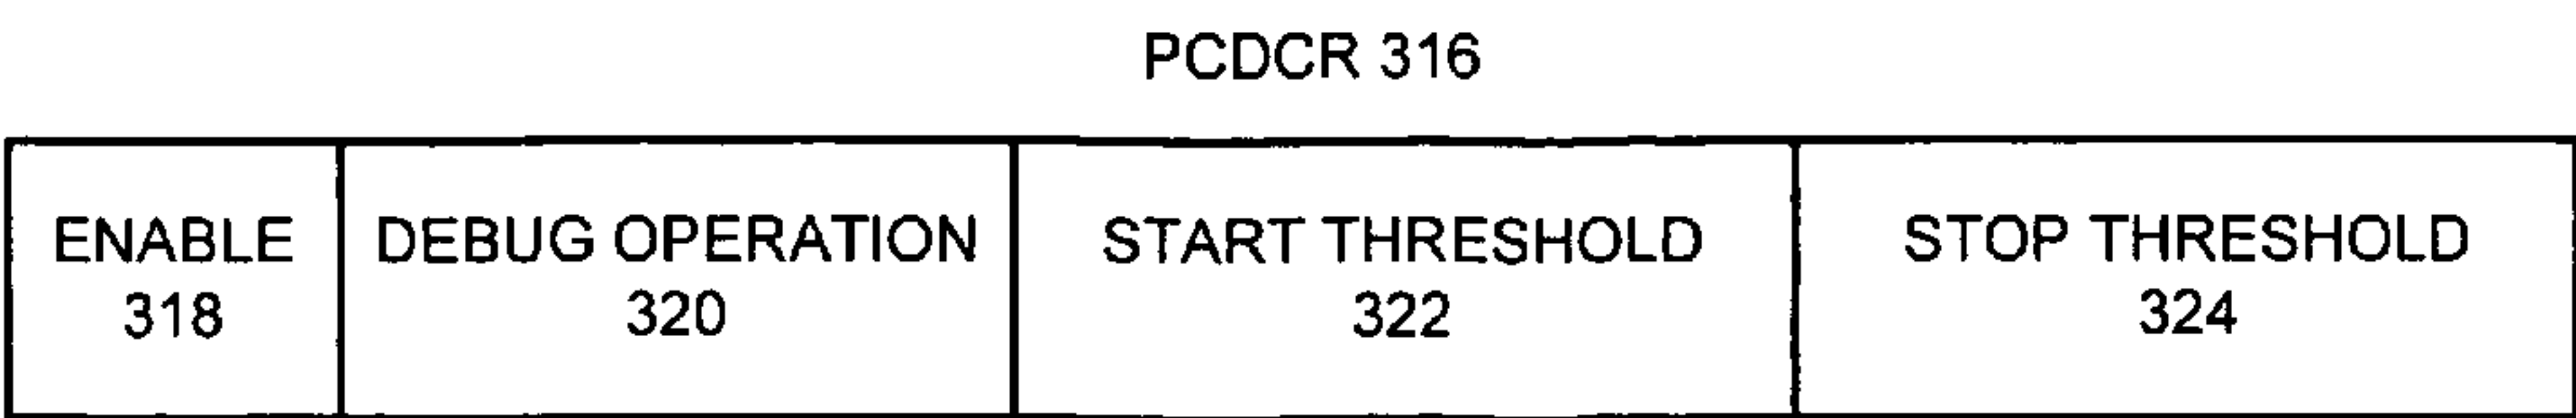 PCDCR 316
ENABLE
318
DEBUG OPERATION
320
START THRESHOLD
322
STOP THRESHOLD
324